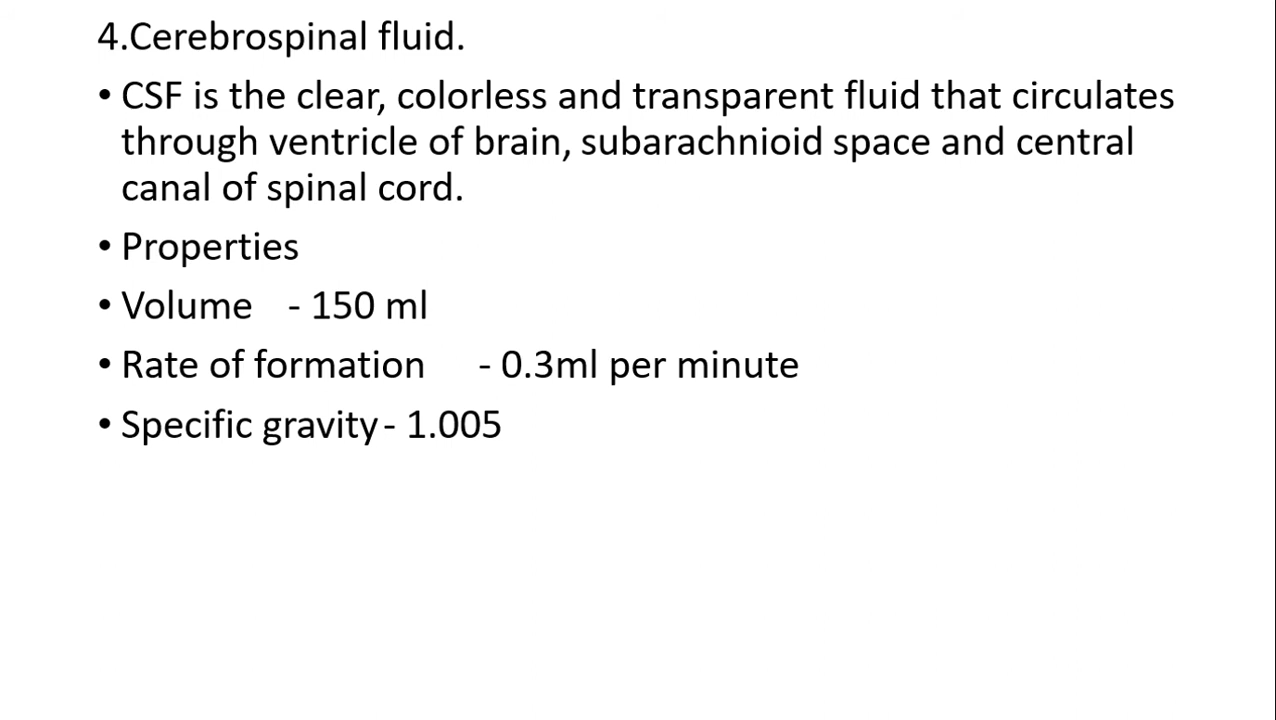 4.Cerebrospinal fluid.
• CSF is the clear, colorless and transparent fluid that circulates
through ventricle of brain, subarachnioid space and central
canal of spinal cord.
• Properties
• Volume - 150 ml
• Rate of formation - 0.3ml per minute
• Specific gravity - 1.005